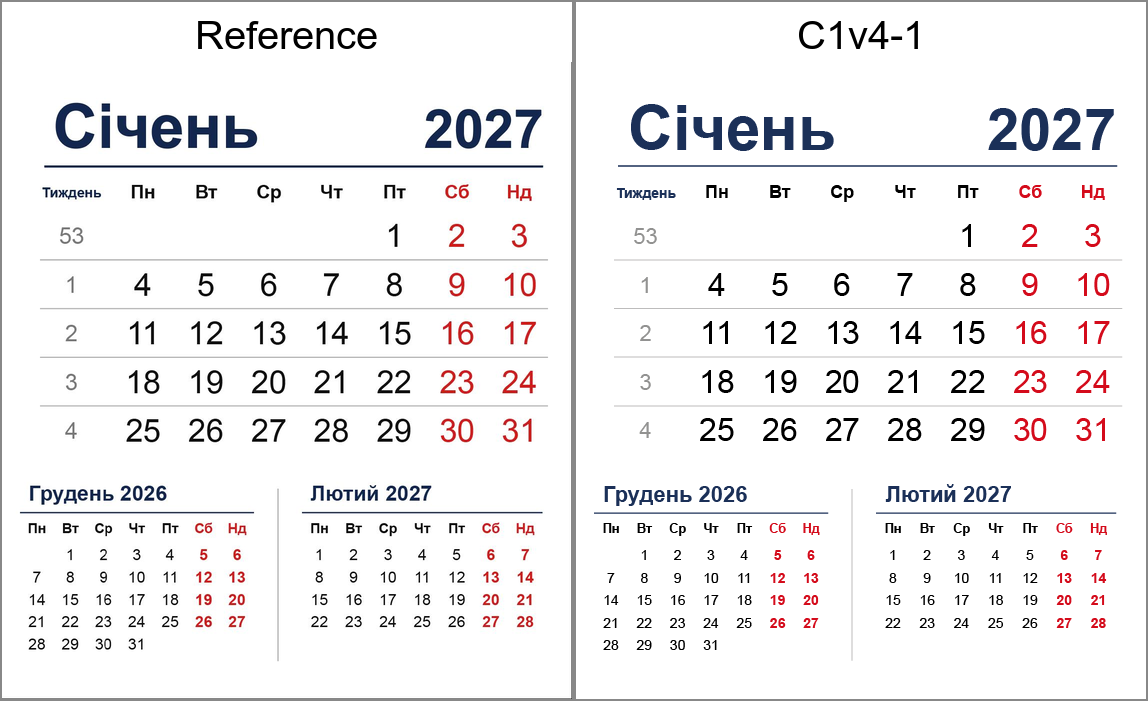 Reference
Січень 2027
Тиждень Пн Вт Ср Чт Пт Сб Нд
53 1 2 3
1 4 5 6 7 8 9 10
2 11 12 13 14 15 16 17
3 18 19 20 21 22 23 24
4 25 26 27 28 29 30 31
Грудень 2026
Пн Вт Ср Чт Пт Сб Нд
1 2 3 4 5 6
7 8 9 10 11 12 13
14 15 16 17 18 19 20
21 22 23 24 25 26 27
28 29 30 31
Лютий 2027
Пн Вт Ср Чт Пт Сб Нд
1 2 3 4 5 6 7
8 9 10 11 12 13 14
15 16 17 18 19 20 21
22 23 24 25 26 27 28
C1v4-1
Січень 2027
Тиждень Пн Вт Ср Чт Пт Сб Нд
53 1 2 3
1 4 5 6 7 8 9 10
2 11 12 13 14 15 16 17
3 18 19 20 21 22 23 24
4 25 26 27 28 29 30 31
Грудень 2026
Пн Вт Ср Чт Пт Сб Нд
1 2 3 4 5 6
7 8 9 10 11 12 13
14 15 16 17 18 19 20
21 22 23 24 25 26 27
28 29 30 31
Лютий 2027
Пн Вт Ср Чт Пт Сб Нд
1 2 3 4 5 6 7
8 9 10 11 12 13 14
15 16 17 18 19 20 21
22 23 24 25 26 27 28